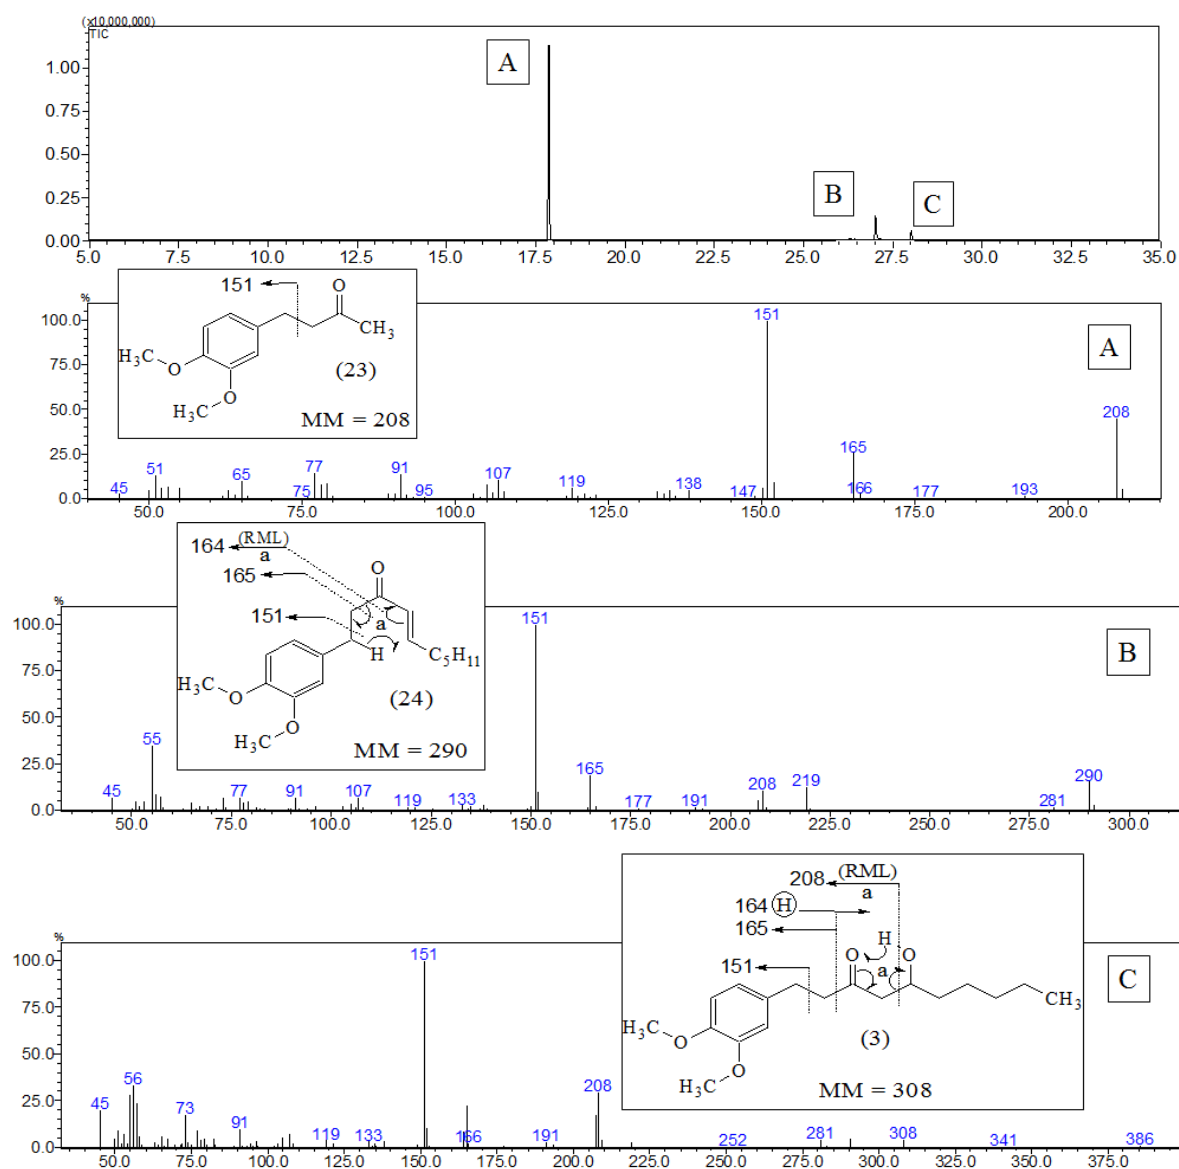 (×10,000,000)
TIC
1.00
0.75
0.50
0.25
0.00
A
B
C
5.0 7.5 10.0 12.5 15.0 17.5 20.0 22.5 25.0 27.5 30.0 32.5 35.0
%
100.0
75.0
50.0
25.0
0.0
151
O
CH3
H3C
O
O
H3C
(23)
MM = 208
A
45 51 65 75 77 91 95 107 119 138 147 151 165 166 177 193 208
50.0 75.0 100.0 125.0 150.0 175.0 200.0
%
100.0
75.0
50.0
25.0
0.0
164 (RML)
a
165
O
151
a
H
C5H11
H3C
O
O
H3C
(24)
MM = 290
B
45 55 77 91 107 119 133 151 165 177 191 208 219 281 290
50.0 75.0 100.0 125.0 150.0 175.0 200.0 225.0 250.0 275.0 300.0
%
100.0
75.0
50.0
25.0
0.0
208 (RML)
a
164 H
165
H
O
O
151
a
CH3
H3C
O
O
H3C
(3)
MM = 308
C
45 56 73 91 119 133 151 166 191 208 252 281 308 341 386
50.0 75.0 100.0 125.0 150.0 175.0 200.0 225.0 250.0 275.0 300.0 325.0 350.0 375.0